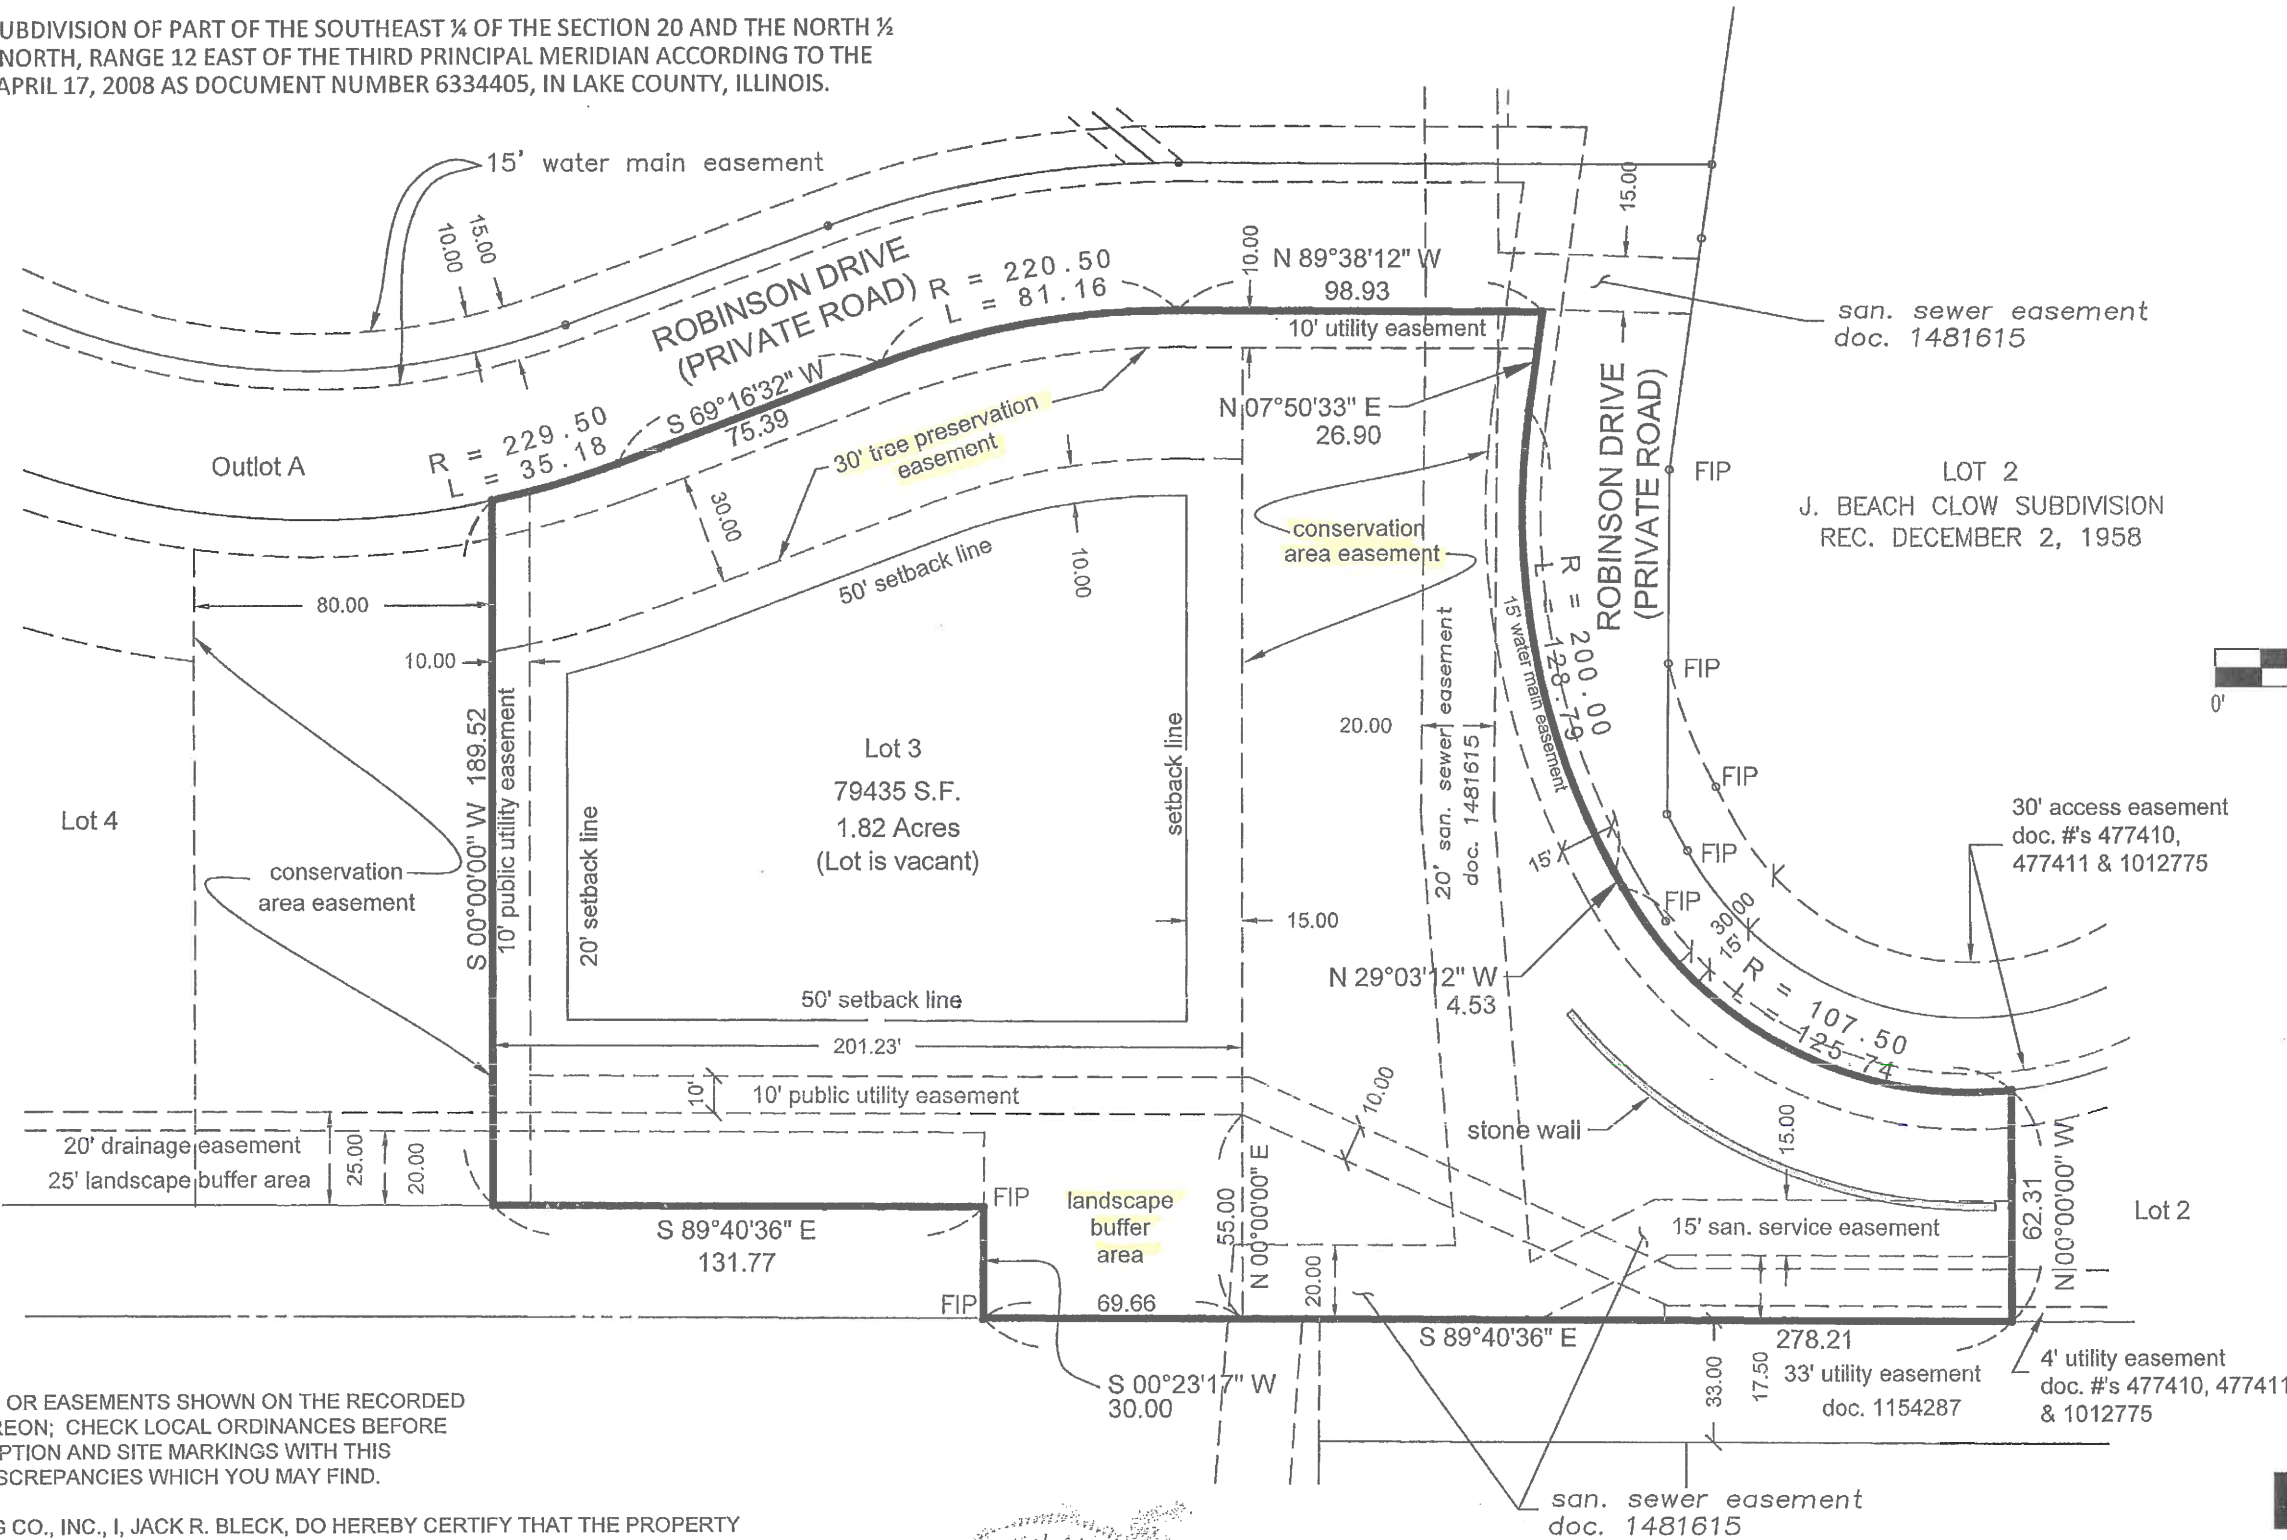 UBDIVISION OF PART OF THE SOUTHEAST ¼ OF THE SECTION 20 AND THE NORTH ½
NORTH, RANGE 12 EAST OF THE THIRD PRINCIPAL MERIDIAN ACCORDING TO THE
APRIL 17, 2008 AS DOCUMENT NUMBER 6334405, IN LAKE COUNTY, ILLINOIS.
15' water main easement
10.00
15.00
ROBINSON DRIVE
(PRIVATE ROAD)
R = 220.50
L = 81.16
10.00
N 89°38'12" W
98.93
10' utility easement
15.00
san. sewer easement
doc. 1481615
Outlot A
R = 229.50
L = 35.18
S 69°16'32" W
75.39
30' tree preservation
easement
N 07°50'33" E
26.90
ROBINSON DRIVE
(PRIVATE ROAD)
FIP
LOT 2
J. BEACH CLOW SUBDIVISION
REC. DECEMBER 2, 1958
30.00
50' setback line
10.00
conservation
area easement
80.00
10.00
R = 200.00
L = 128.79
15' water main easement
FIP
0'
S 00°00'00" W 189.52
10' public utility easement
20' setback line
Lot 3
79435 S.F.
1.82 Acres
(Lot is vacant)
setback line
20.00
20' san. sewer easement
doc. 1481615
FIP
Lot 4
conservation
area easement
15'
FIP
30' access easement
doc. #'s 477410,
477411 & 1012775
FIP
30.00
15'
15.00
N 29°03'12" W
4.53
R = 107.50
L = 125.74
50' setback line
201.23'
10'
10' public utility easement
10.00
stone wall
15.00
20' drainage easement
25' landscape buffer area
25.00
20.00
FIP
landscape
buffer
area
55.00
N 00°00'00" E
15' san. service easement
62.31
N 00°00'00" W
Lot 2
S 89°40'36" E
131.77
FIP
69.66
20.00
S 89°40'36" E
278.21
S 00°23'17" W
30.00
33.00
17.50
33' utility easement
doc. 1154287
4' utility easement
doc. #'s 477410, 477411
& 1012775
OR EASEMENTS SHOWN ON THE RECORDED
REON; CHECK LOCAL ORDINANCES BEFORE
PTION AND SITE MARKINGS WITH THIS
SCREPANCIES WHICH YOU MAY FIND.
san. sewer easement
doc. 1481615
G CO., INC., I, JACK R. BLECK, DO HEREBY CERTIFY THAT THE PROPERTY